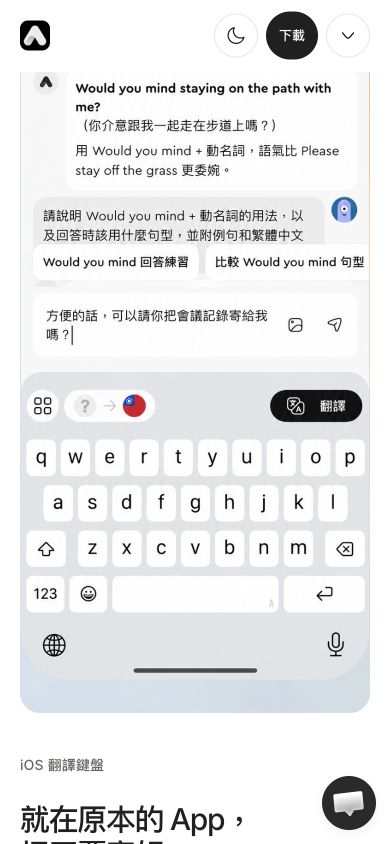 下載
Would you mind staying on the path with
me?
（你介意跟我一起走在步道上嗎？）
用 Would you mind + 動名詞，語氣比 Please
stay off the grass 更委婉。
請說明 Would you mind + 動名詞的用法，以
及回答時該用什麼句型，並附例句和繁體中文
Would you mind 回答練習
比較 Would you mind 句型
方便的話，可以請你把會議記錄寄給我
嗎？
? → 翻譯
q w e r t y u i o p
a s d f g h j k l
z x c v b n m
123
iOS 翻譯鍵盤
就在原本的 App，